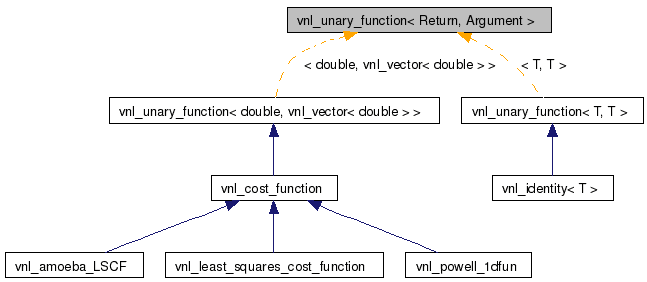 vnl_unary_function< Return, Argument >
< double, vnl_vector< double > >
< T, T >
vnl_unary_function< double, vnl_vector< double > >
vnl_unary_function< T, T >
vnl_cost_function
vnl_identity< T >
vnl_amoeba_LSCF
vnl_least_squares_cost_function
vnl_powell_1dfun